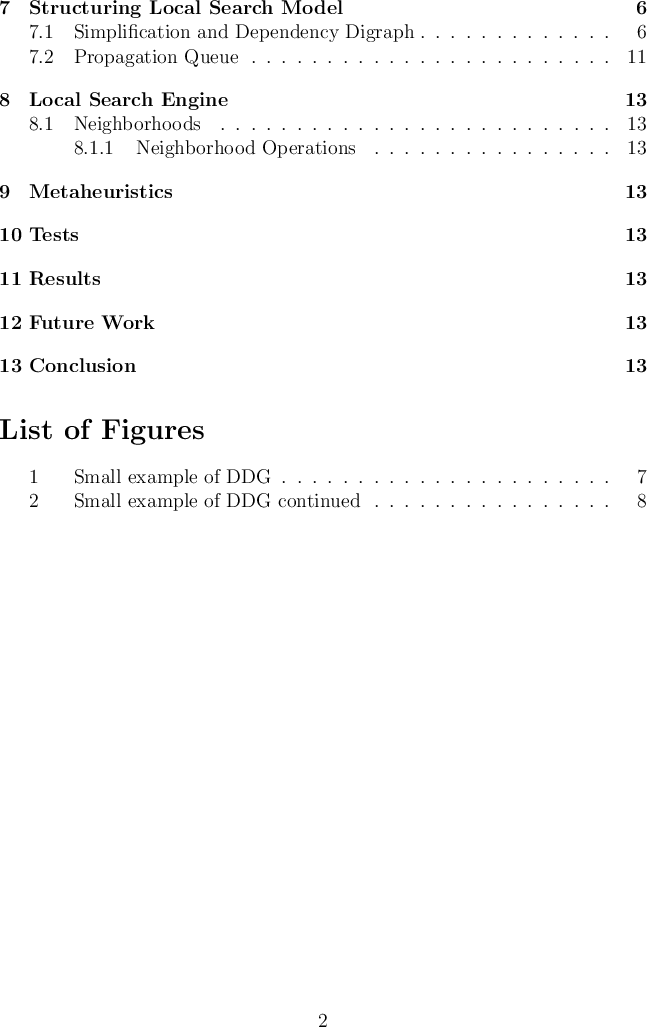 7 Structuring Local Search Model 6
7.1 Simplification and Dependency Digraph . . . . . . . . . . . . . 6
7.2 Propagation Queue . . . . . . . . . . . . . . . . . . . . . . . . 11
8 Local Search Engine 13
8.1 Neighborhoods . . . . . . . . . . . . . . . . . . . . . . . . . . 13
8.1.1 Neighborhood Operations . . . . . . . . . . . . . . . . 13
9 Metaheuristics 13
10 Tests 13
11 Results 13
12 Future Work 13
13 Conclusion 13
List of Figures
1 Small example of DDG . . . . . . . . . . . . . . . . . . . . . . 7
2 Small example of DDG continued . . . . . . . . . . . . . . . . 8
2